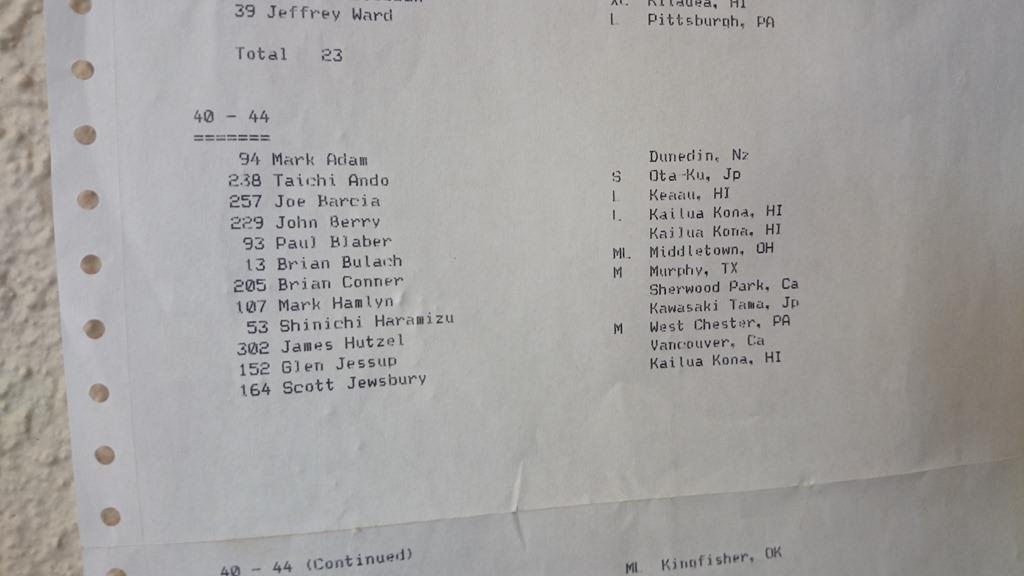 Kilauea, HI
39 Jeffrey Ward L Pittsburgh, PA
Total 23
40 - 44
=======
94 Mark Adam Dunedin, Nz
238 Taichi Ando S Ota-Ku, Jp
257 Joe Barcia L Keaau, HI
229 John Berry L Kailua Kona, HI
93 Paul Blaber Kailua Kona, HI
13 Brian Bulach ML Middletown, OH
205 Brian Conner M Murphy, TX
107 Mark Hamlyn Sherwood Park, Ca
53 Shinichi Haramizu Kawasaki Tama, Jp
302 James Hutzel M West Chester, PA
152 Glen Jessup Vancouver, Ca
164 Scott Jewsbury Kailua Kona, HI
40 - 44 (Continued)
ML Kingfisher, OK